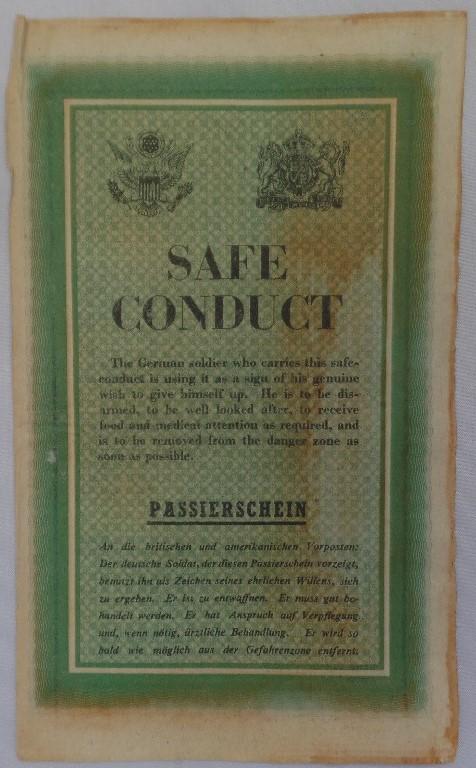 SAFE
CONDUCT
The German soldier who carries this safe-
conduct is using it as a sign of his genuine
wish to give himself up. He is to be dis-
armed, to be well looked after, to receive
food and medical attention as required, and
is to be removed from the danger zone as
soon as possible.
PASSIERSCHEIN
An die britischen und amerikanischen Vorposten:
Der deutsche Soldat, der diesen Passierschein vorzeigt,
benutzt ihn als Zeichen seines ehrlichen Willens, sich
zu ergeben. Er ist zu entwaffnen. Er muss gut be-
handelt werden. Er hat Anspruch auf Verpflegung
und, wenn nötig, ärztliche Behandlung. Er wird so
bald wie möglich aus der Gefahrenzone entfernt.